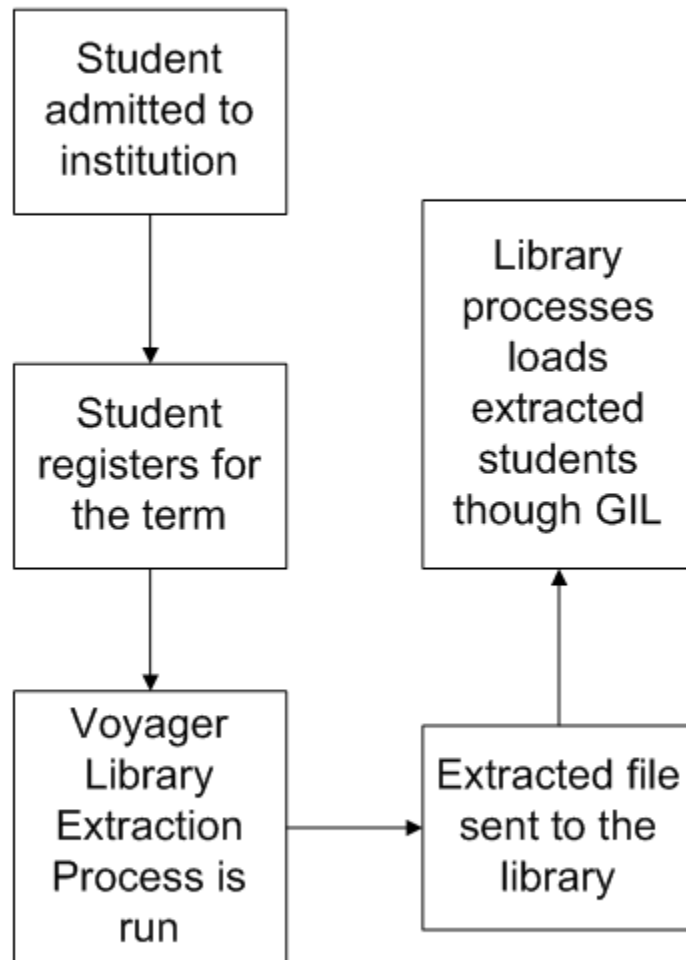 Student
admitted to
institution
Student
registers for
the term
Voyager
Library
Extraction
Process is
run
Extracted file
sent to the
library
Library
processes
loads
extracted
students
though GIL